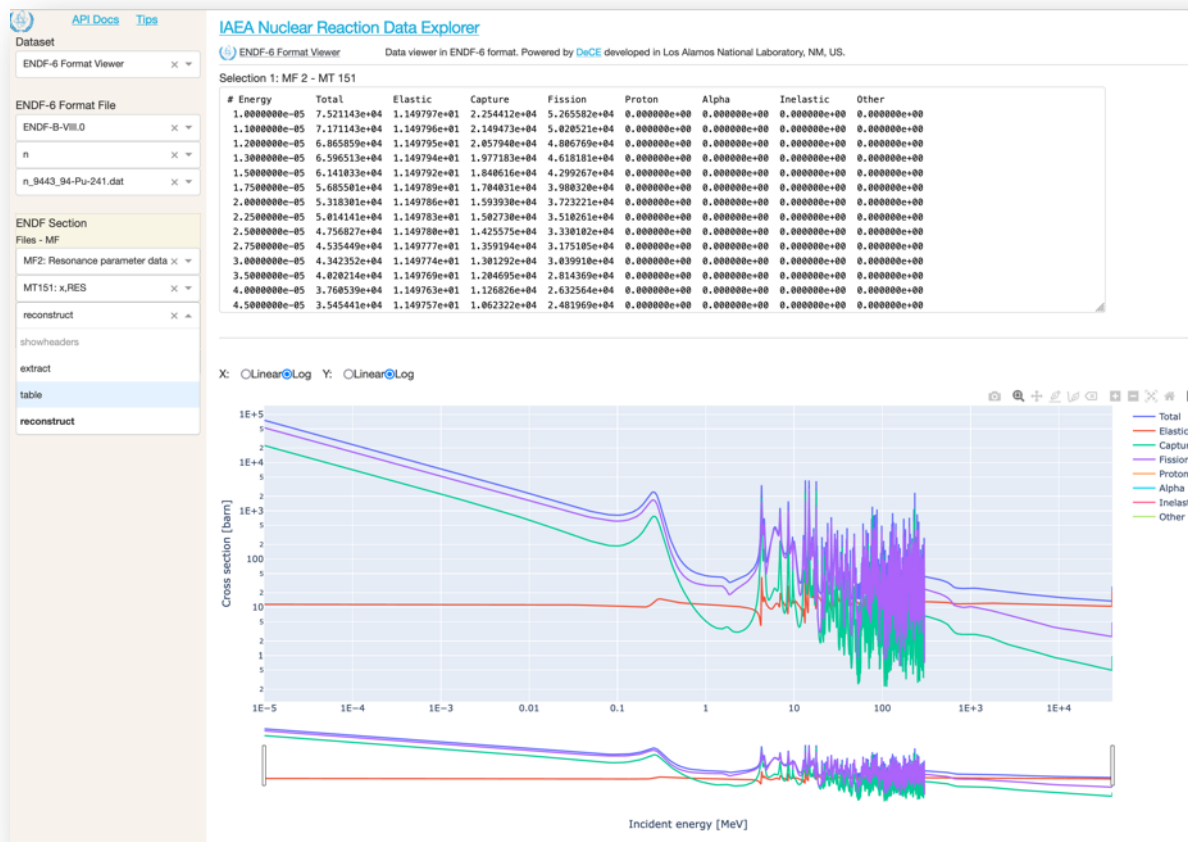 API Docs Tips
Dataset
ENDF-6 Format Viewer
ENDF-6 Format File
ENDF-B-VIII.0
n
n_9443_94-Pu-241.dat
ENDF Section
Files - MF
MF2: Resonance parameter data
MT151: x,RES
reconstruct
showheaders
extract
table
reconstruct
IAEA Nuclear Reaction Data Explorer
ENDF-6 Format Viewer Data viewer in ENDF-6 format. Powered by DeCE developed in Los Alamos National Laboratory, NM, US.
Selection 1: MF 2 - MT 151
# Energy Total Elastic Capture Fission Proton Alpha Inelastic Other
1.0000000e-05 7.521143e+04 1.149797e+01 2.254412e+04 5.265582e+04 0.000000e+00 0.000000e+00 0.000000e+00 0.000000e+00
1.1000000e-05 7.171143e+04 1.149796e+01 2.149473e+04 5.020521e+04 0.000000e+00 0.000000e+00 0.000000e+00 0.000000e+00
1.2000000e-05 6.865859e+04 1.149795e+01 2.057940e+04 4.806769e+04 0.000000e+00 0.000000e+00 0.000000e+00 0.000000e+00
1.3000000e-05 6.596513e+04 1.149794e+01 1.977183e+04 4.618181e+04 0.000000e+00 0.000000e+00 0.000000e+00 0.000000e+00
1.5000000e-05 6.141033e+04 1.149792e+01 1.840616e+04 4.299267e+04 0.000000e+00 0.000000e+00 0.000000e+00 0.000000e+00
1.7500000e-05 5.685501e+04 1.149789e+01 1.704031e+04 3.980320e+04 0.000000e+00 0.000000e+00 0.000000e+00 0.000000e+00
2.0000000e-05 5.318301e+04 1.149786e+01 1.593930e+04 3.723221e+04 0.000000e+00 0.000000e+00 0.000000e+00 0.000000e+00
2.2500000e-05 5.014141e+04 1.149783e+01 1.502730e+04 3.510261e+04 0.000000e+00 0.000000e+00 0.000000e+00 0.000000e+00
2.5000000e-05 4.756827e+04 1.149780e+01 1.425575e+04 3.330102e+04 0.000000e+00 0.000000e+00 0.000000e+00 0.000000e+00
2.7500000e-05 4.535449e+04 1.149777e+01 1.359194e+04 3.175105e+04 0.000000e+00 0.000000e+00 0.000000e+00 0.000000e+00
3.0000000e-05 4.342352e+04 1.149774e+01 1.301292e+04 3.039910e+04 0.000000e+00 0.000000e+00 0.000000e+00 0.000000e+00
3.5000000e-05 4.020214e+04 1.149769e+01 1.204695e+04 2.814369e+04 0.000000e+00 0.000000e+00 0.000000e+00 0.000000e+00
4.0000000e-05 3.760539e+04 1.149763e+01 1.126826e+04 2.632564e+04 0.000000e+00 0.000000e+00 0.000000e+00 0.000000e+00
4.5000000e-05 3.545441e+04 1.149757e+01 1.062322e+04 2.481969e+04 0.000000e+00 0.000000e+00 0.000000e+00 0.000000e+00
X: Linear Log Y: Linear Log
Cross section [barn]
1E+5
5
2
1E+4
5
2
1E+3
5
2
100
5
2
10
5
2
1
5
2
1E-5 1E-4 1E-3 0.01 0.1 1 10 100 1E+3 1E+4
Total
Elastic
Captur
Fission
Proton
Alpha
Inelast
Other
Incident energy [MeV]